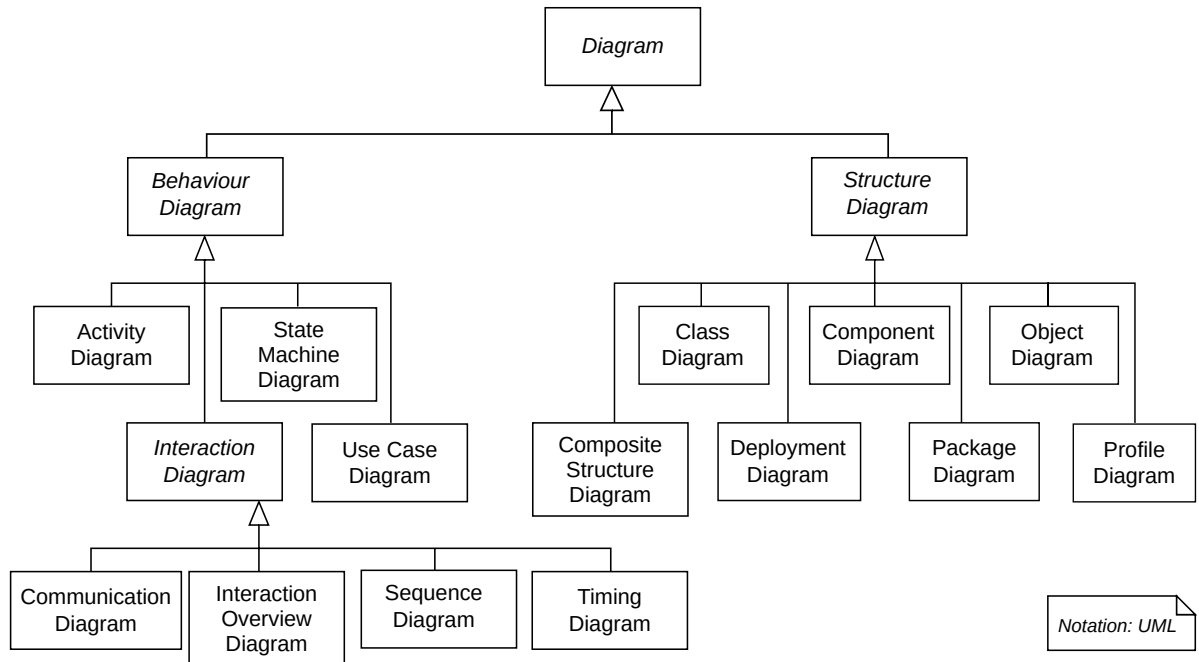 Diagram
Behaviour
Diagram
Structure
Diagram
Activity
Diagram
State
Machine
Diagram
Class
Diagram
Component
Diagram
Object
Diagram
Interaction
Diagram
Use Case
Diagram
Composite
Structure
Diagram
Deployment
Diagram
Package
Diagram
Profile
Diagram
Communication
Diagram
Interaction
Overview
Diagram
Sequence
Diagram
Timing
Diagram
Notation: UML